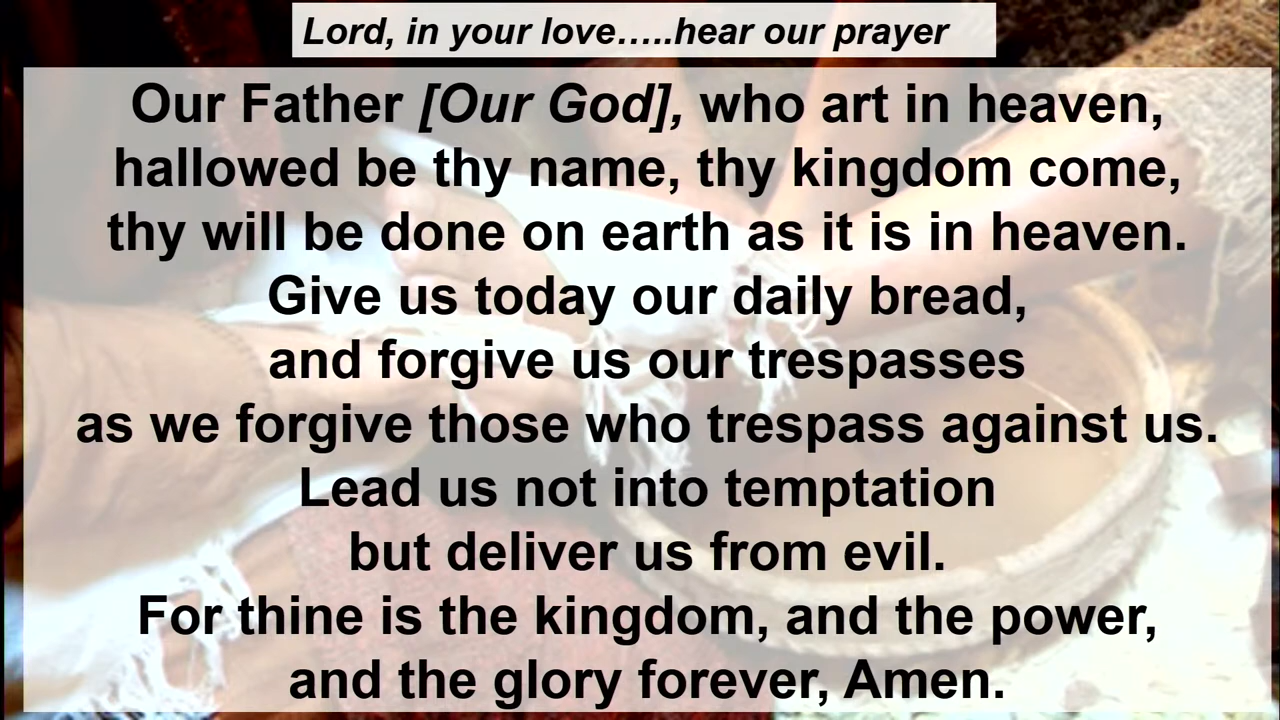 Lord, in your love…..hear our prayer
Our Father [Our God], who art in heaven,
hallowed be thy name, thy kingdom come,
thy will be done on earth as it is in heaven.
Give us today our daily bread,
and forgive us our trespasses
as we forgive those who trespass against us.
Lead us not into temptation
but deliver us from evil.
For thine is the kingdom, and the power,
and the glory forever, Amen.